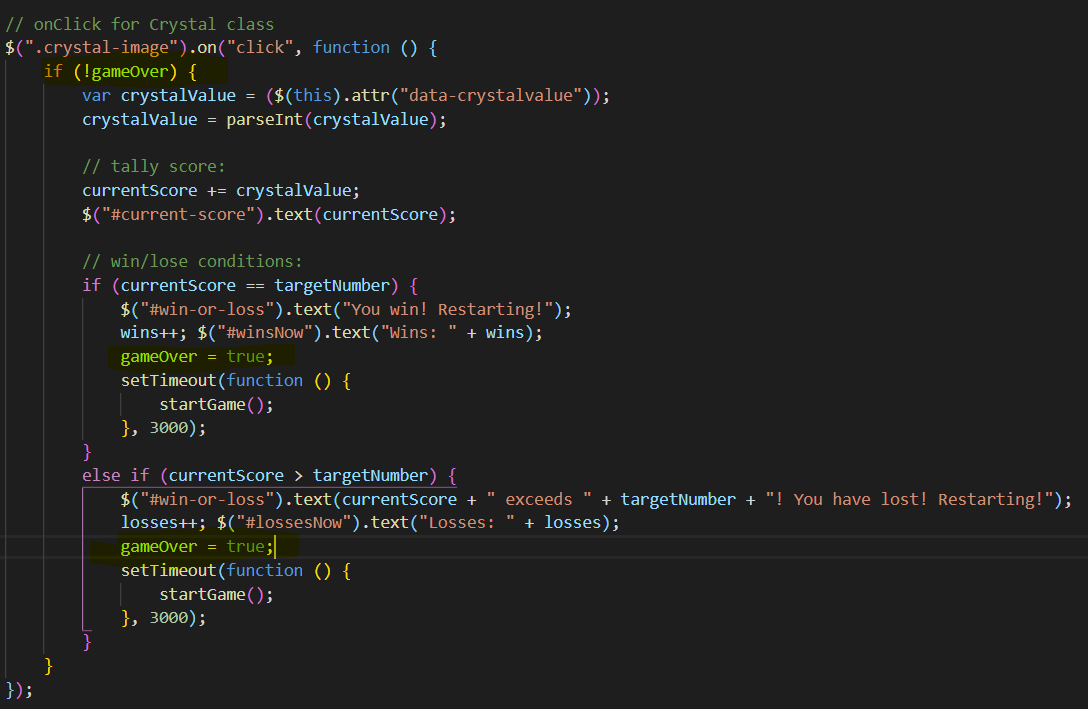 // onClick for Crystal class
$(".crystal-image").on("click", function () {
if (!gameOver) {
var crystalValue = ($(this).attr("data-crystalvalue"));
crystalValue = parseInt(crystalValue);
// tally score:
currentScore += crystalValue;
$("#current-score").text(currentScore);
// win/lose conditions:
if (currentScore == targetNumber) {
$("#win-or-loss").text("You win! Restarting!");
wins++; $("#winsNow").text("Wins: " + wins);
gameOver = true;
setTimeout(function () {
startGame();
}, 3000);
}
else if (currentScore > targetNumber) {
$("#win-or-loss").text(currentScore + " exceeds " + targetNumber + "! You have lost! Restarting!");
losses++; $("#lossesNow").text("Losses: " + losses);
gameOver = true;
setTimeout(function () {
startGame();
}, 3000);
}
}
});